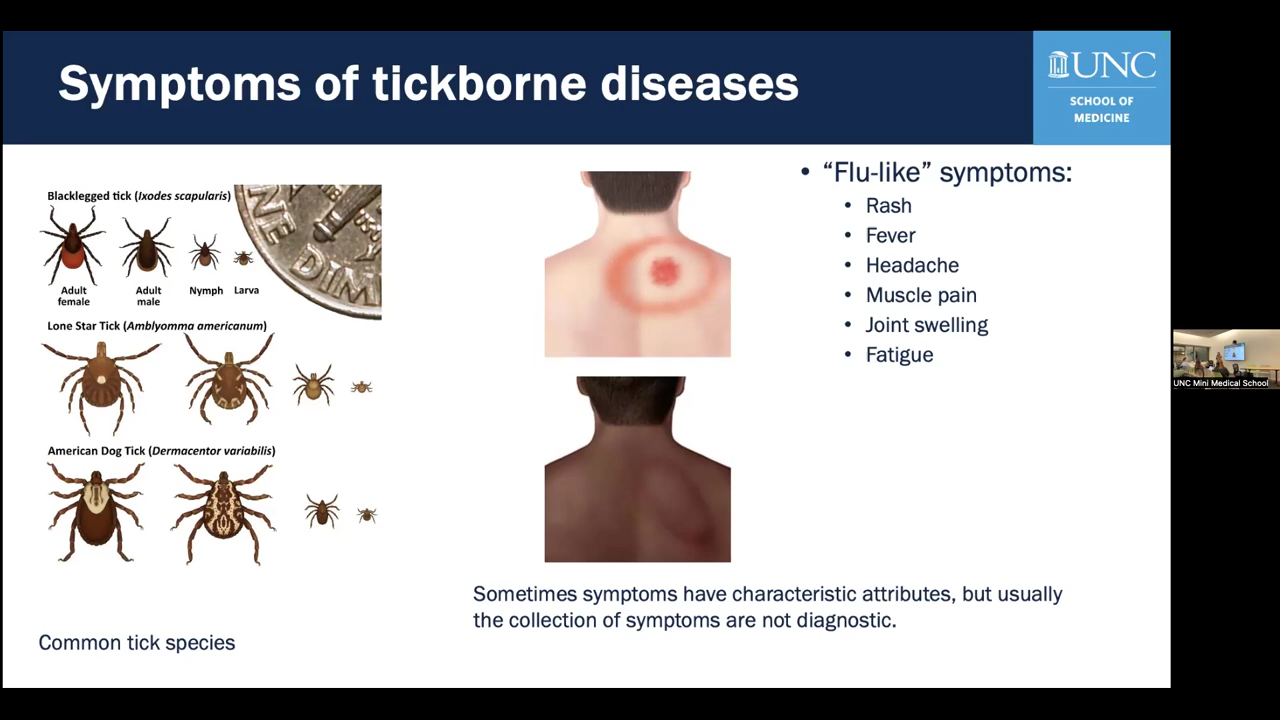 Symptoms of tickborne diseases
UNC
SCHOOL OF
MEDICINE
Blacklegged tick (Ixodes scapularis)
NE DIME
Adult
female
Adult
male
Nymph
Larva
Lone Star Tick (Amblyomma americanum)
American Dog Tick (Dermacentor variabilis)
Common tick species
• “Flu-like” symptoms:
• Rash
• Fever
• Headache
• Muscle pain
• Joint swelling
• Fatigue
Sometimes symptoms have characteristic attributes, but usually
the collection of symptoms are not diagnostic.
UNC Mini Medical School